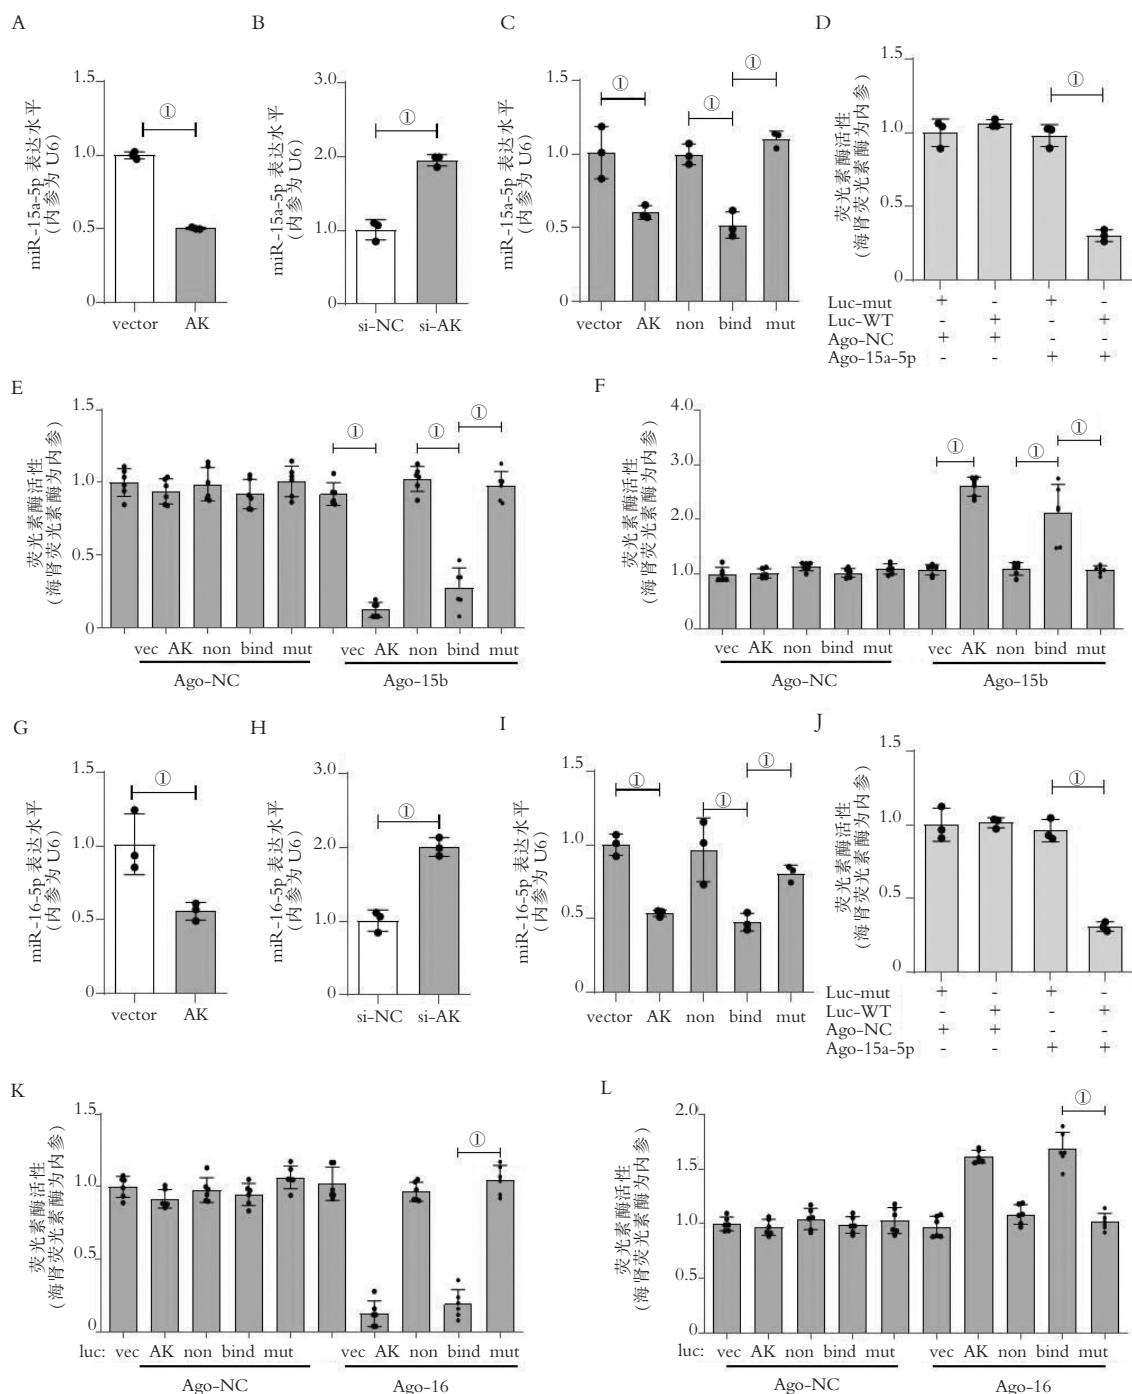 A
miR-15a-5p 表达水平
(内参为 U6)
1.5
1.0
0.5
0
①
vector AK
B
miR-15a-5p 表达水平
(内参为 U6)
3.0
2.0
1.0
0
①
si-NC si-AK
C
miR-15a-5p 表达水平
(内参为 U6)
1.5
1.0
0.5
0
① ① ①
vector AK non bind mut
D
荧光素酶活性
(海肾荧光素酶为内参)
1.5
1.0
0.5
0
①
Luc-mut + - + -
Luc-WT - + - +
Ago-NC + + - -
Ago-15a-5p - - + +
E
荧光素酶活性
(海肾荧光素酶为内参)
1.5
1.0
0.5
0
① ① ①
vec AK non bind mut vec AK non bind mut
Ago-NC Ago-15b
F
荧光素酶活性
(海肾荧光素酶为内参)
4.0
3.0
2.0
1.0
0
① ① ①
vec AK non bind mut vec AK non bind mut
Ago-NC Ago-15b
G
miR-16-5p 表达水平
(内参为 U6)
1.5
1.0
0.5
0
①
vector AK
H
miR-16-5p 表达水平
(内参为 U6)
3.0
2.0
1.0
0
①
si-NC si-AK
I
miR-16-5p 表达水平
(内参为 U6)
1.5
1.0
0.5
0
① ① ①
vector AK non bind mut
J
荧光素酶活性
(海肾荧光素酶为内参)
1.5
1.0
0.5
0
①
Luc-mut + - + -
Luc-WT - + - +
Ago-NC + + - -
Ago-15a-5p - - + +
K
荧光素酶活性
(海肾荧光素酶为内参)
1.5
1.0
0.5
0
①
luc: vec AK non bind mut vec AK non bind mut
Ago-NC Ago-16
L
荧光素酶活性
(海肾荧光素酶为内参)
2.0
1.5
1.0
0.5
0
①
luc: vec AK non bind mut vec AK non bind mut
Ago-NC Ago-16